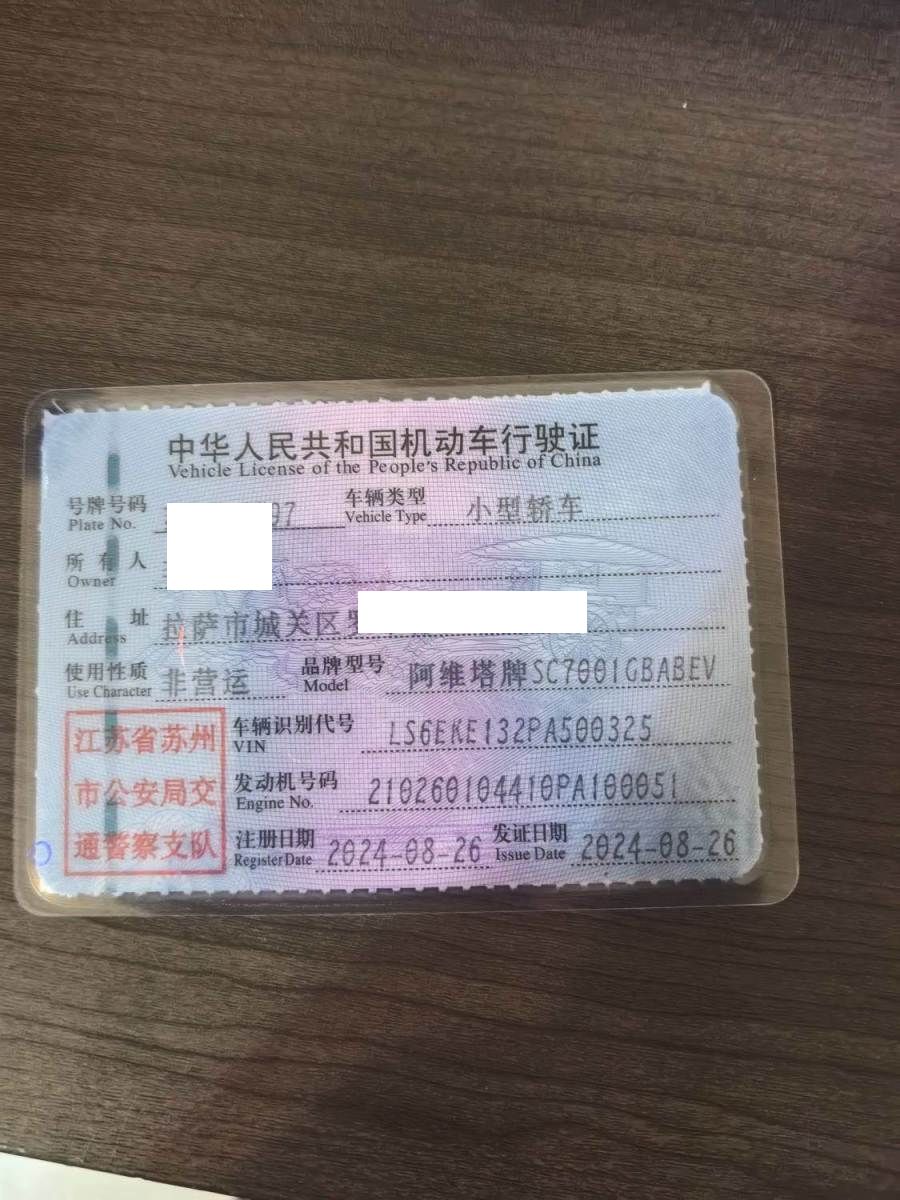 中华人民共和国机动车行驶证
Vehicle License of the People's Republic of China
号牌号码 07 车辆类型 小型轿车
Plate No. Vehicle Type
所有人
Owner
住址 拉萨市城关区
Address
使用性质 非营运 品牌型号 阿维塔牌SC7001GBABEV
Use Character Model
江苏省苏州 车辆识别代号 LS6EKE132PA500325
VIN
市公安局交 发动机号码 210260104410PA100051
Engine No.
通警察支队 注册日期 2024-08-26 发证日期 2024-08-26
Register Date Issue Date